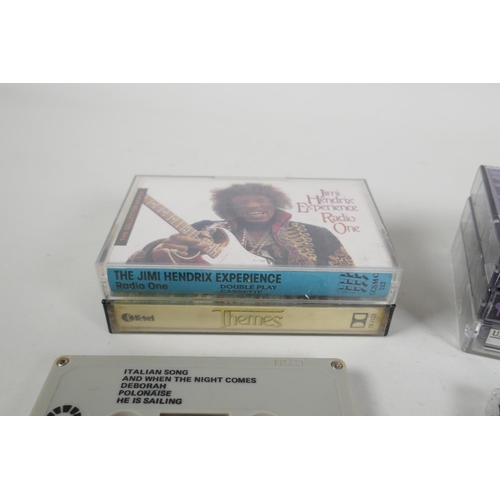 Jimi
Hendrix
Experience
Radio
One
THE JIMI HENDRIX EXPERIENCE
Radio One
DOUBLE PLAY
CASSETTE
K-tel
Themes
ITALIAN SONG
AND WHEN THE NIGHT COMES
DEBORAH
POLONAISE
HE IS SAILING